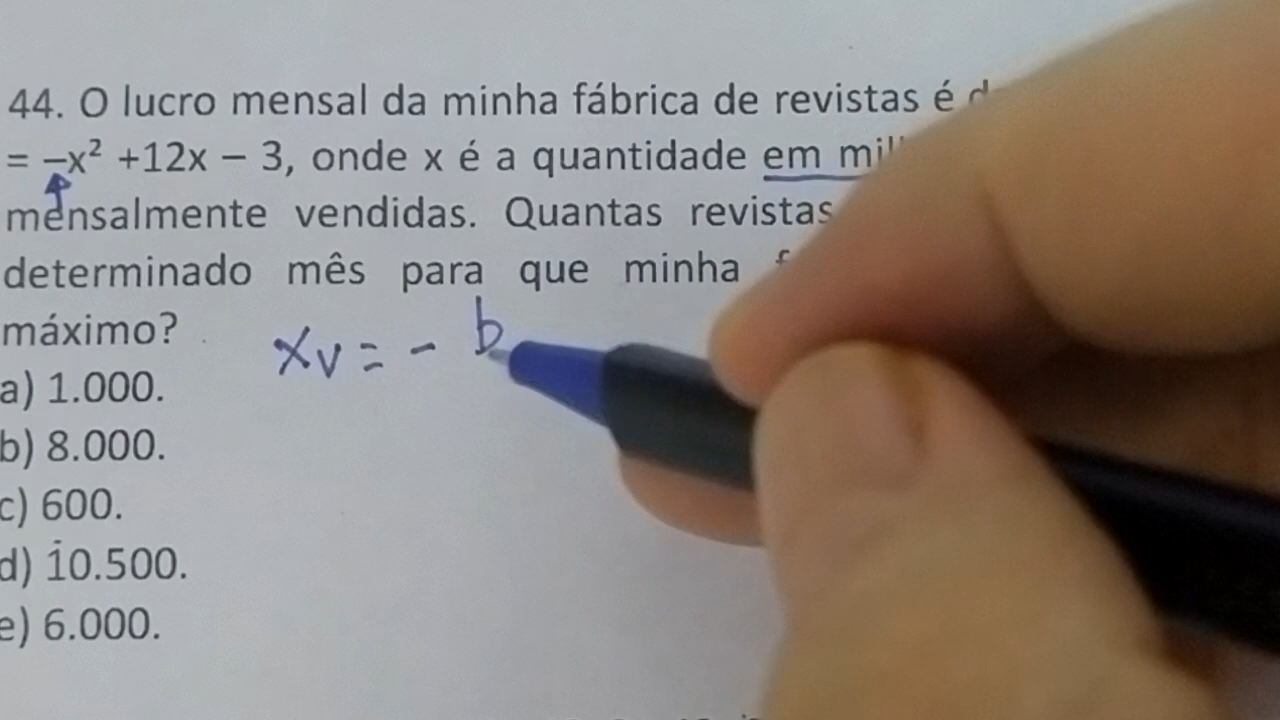 44. O lucro mensal da minha fábrica de revistas é
= −x² +12x − 3, onde x é a quantidade em
mensalmente vendidas. Quantas revistas
determinado mês para que minha
máximo?
xv = - b
a) 1.000.
b) 8.000.
c) 600.
d) 10.500.
e) 6.000.